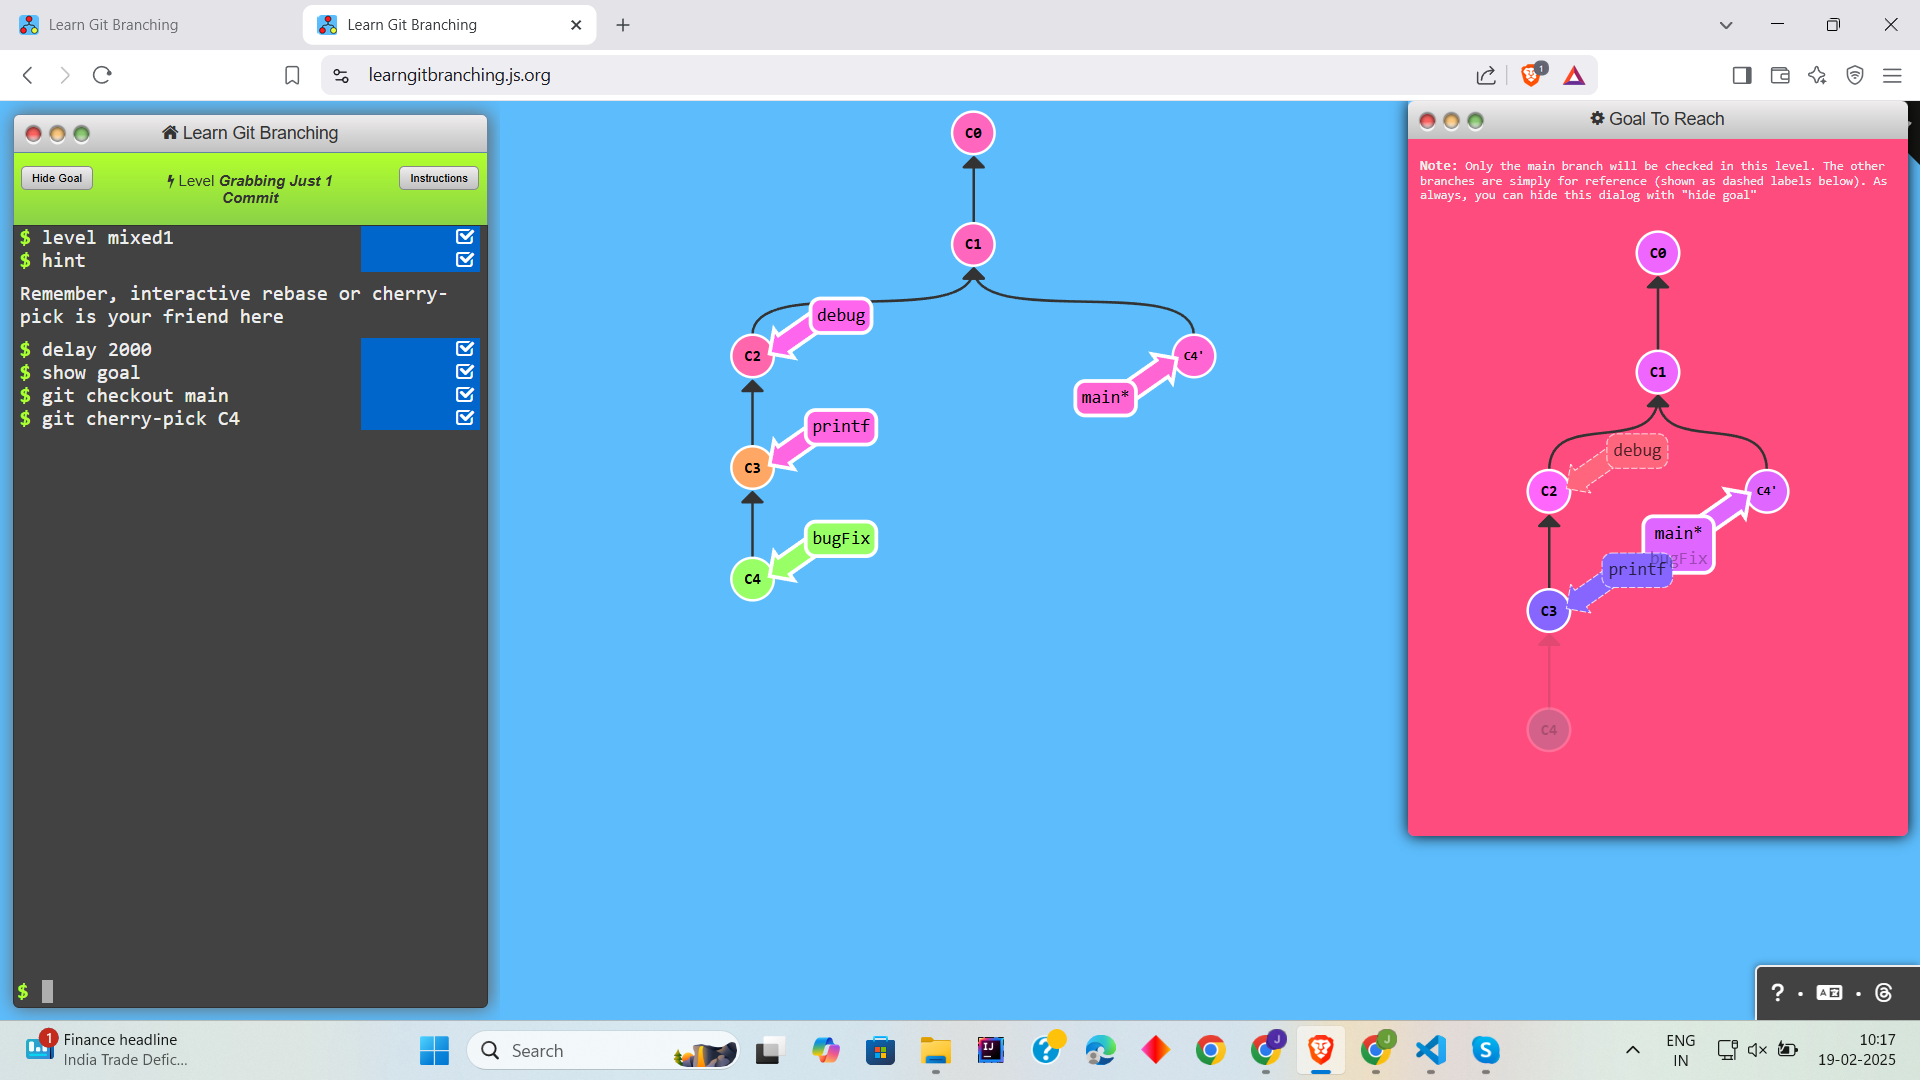 Learn Git Branching
Learn Git Branching
learngitbranching.js.org
1
Learn Git Branching
Hide Goal
Level Grabbing Just 1
Commit
Instructions
$ level mixed1
$ hint
Remember, interactive rebase or cherry-
pick is your friend here
$ delay 2000
$ show goal
$ git checkout main
$ git cherry-pick C4
$
C0
C1
debug
C2
C4'
main*
printf
C3
bugFix
C4
Goal To Reach
Note: Only the main branch will be checked in this level. The other
branches are simply for reference (shown as dashed labels below). As
always, you can hide this dialog with "hide goal"
C0
C1
debug
C2
C4'
main*
bugFix
printf
C3
C4
?
1
Finance headline
India Trade Defic...
Search
IJ
J
J
S
ENG
IN
10:17
19-02-2025